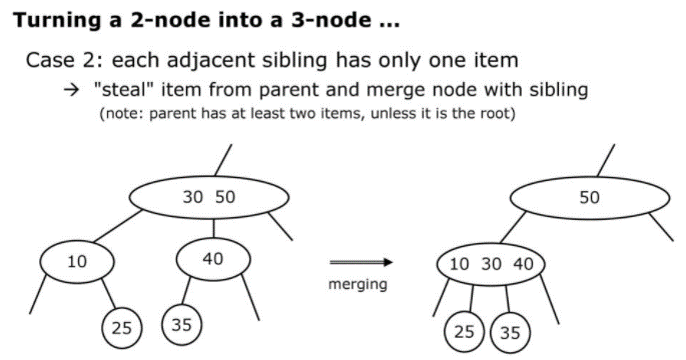 Turning a 2-node into a 3-node ...
Case 2: each adjacent sibling has only one item
→ "steal" item from parent and merge node with sibling
(note: parent has at least two items, unless it is the root)
30 50
50
10
40
10 30 40
merging
25
35
25
35